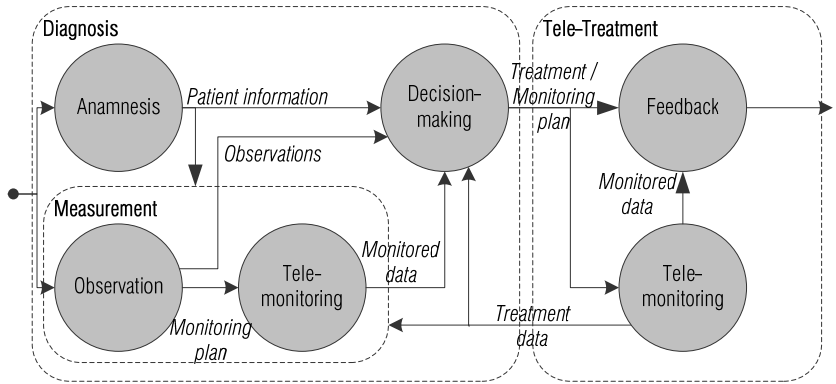 Diagnosis
Tele–Treatment
Anamnesis
Patient information
Decision–
making
Treatment /
Monitoring
plan
Feedback
Observations
Measurement
Monitored
data
Observation
Tele-
monitoring
Monitored
data
Tele–
monitoring
Monitoring
plan
Treatment
data